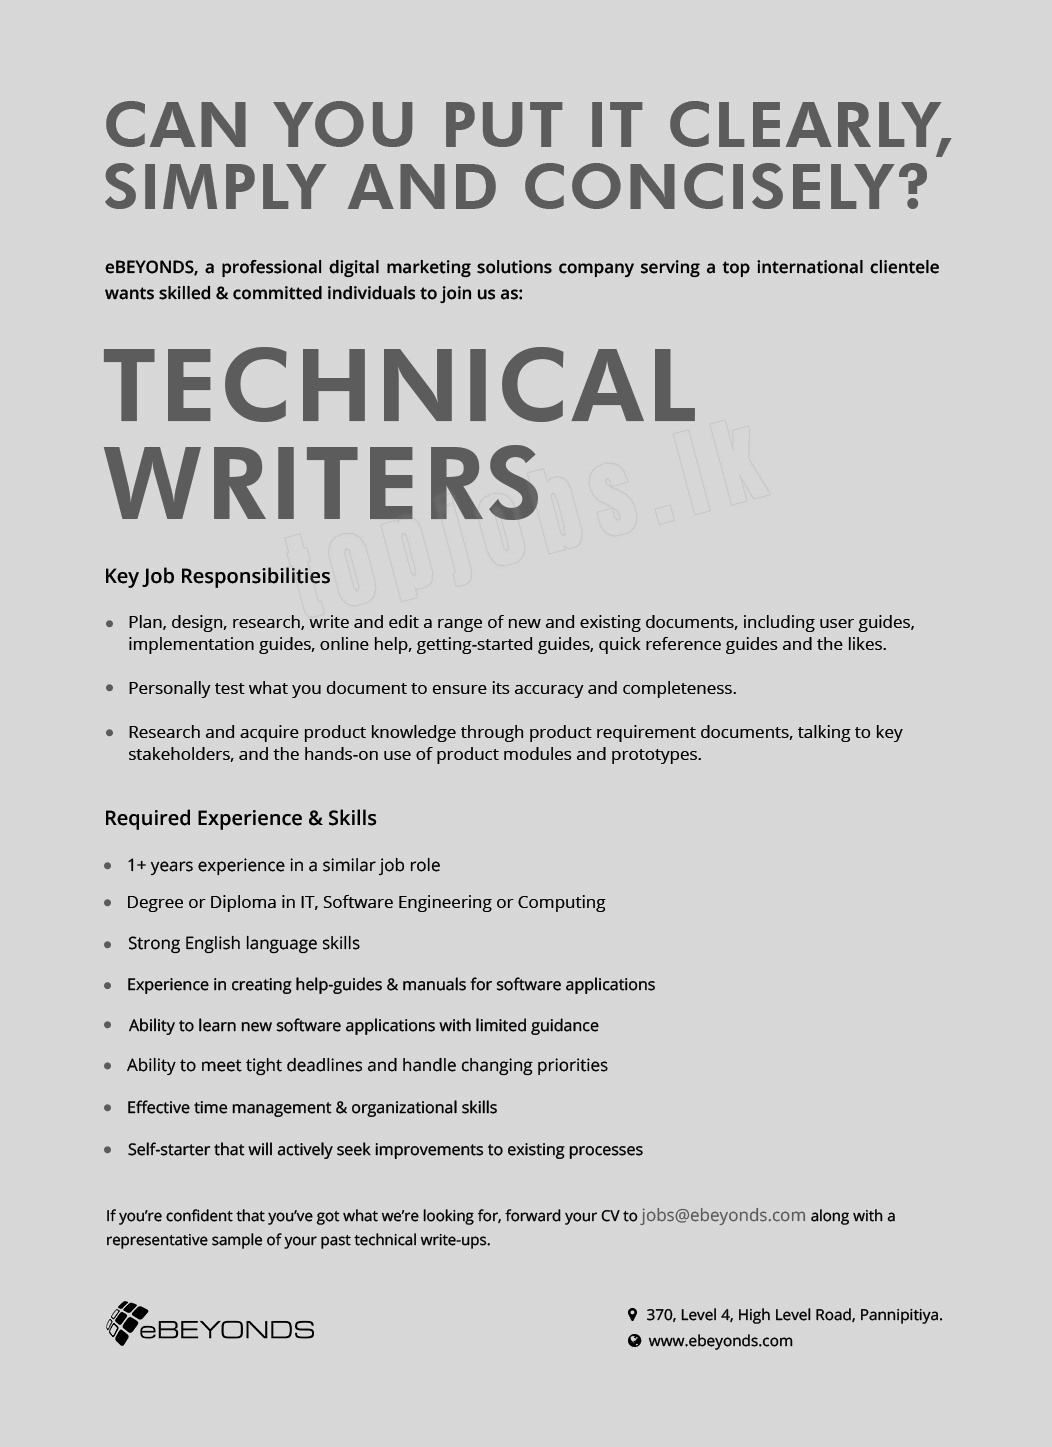 CAN YOU PUT IT CLEARLY,
SIMPLY AND CONCISELY?
eBEYONDS, a professional digital marketing solutions company serving a top international clientele
wants skilled & committed individuals to join us as:
TECHNICAL
WRITERS
topjobs.lk
Key Job Responsibilities
Plan, design, research, write and edit a range of new and existing documents, including user guides,
implementation guides, online help, getting-started guides, quick reference guides and the likes.
Personally test what you document to ensure its accuracy and completeness.
Research and acquire product knowledge through product requirement documents, talking to key
stakeholders, and the hands-on use of product modules and prototypes.
Required Experience & Skills
1+ years experience in a similar job role
Degree or Diploma in IT, Software Engineering or Computing
Strong English language skills
Experience in creating help-guides & manuals for software applications
Ability to learn new software applications with limited guidance
Ability to meet tight deadlines and handle changing priorities
Effective time management & organizational skills
Self-starter that will actively seek improvements to existing processes
If you're confident that you've got what we're looking for, forward your CV to jobs@ebeyonds.com along with a
representative sample of your past technical write-ups.
eBEYONDS
370, Level 4, High Level Road, Pannipitiya.
www.ebeyonds.com